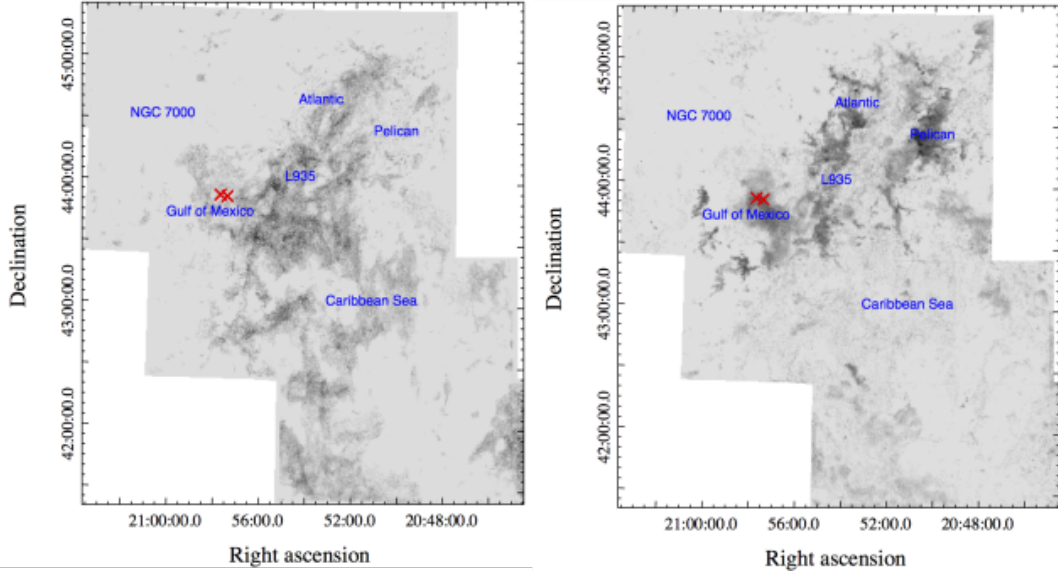 45:00:00.0
44:00:00.0
43:00:00.0
42:00:00.0
Declination
NGC 7000
Atlantic
Pelican
L935
Gulf of Mexico
Caribbean Sea
21:00:00.0
56:00.0
52:00.0
20:48:00.0
Right ascension
45:00:00.0
44:00:00.0
43:00:00.0
42:00:00.0
Declination
NGC 7000
Atlantic
Pelican
L935
Gulf of Mexico
Caribbean Sea
21:00:00.0
56:00.0
52:00.0
20:48:00.0
Right ascension